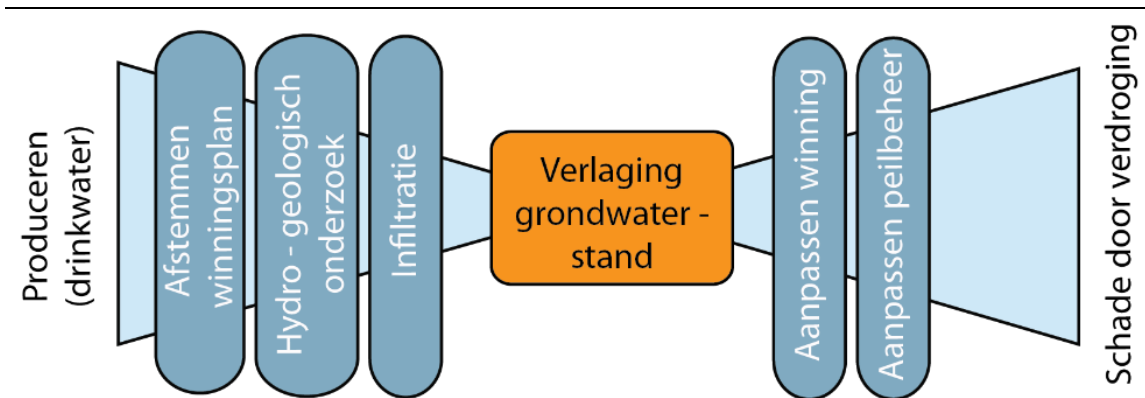 Produceren
(drinkwater)
Afstemmen
winningsplan
Hydro - geologisch
onderzoek
Infiltratie
Verlaging
grondwater -
stand
Aanpassen winning
Aanpassen peilbeheer
Schade door verdroging